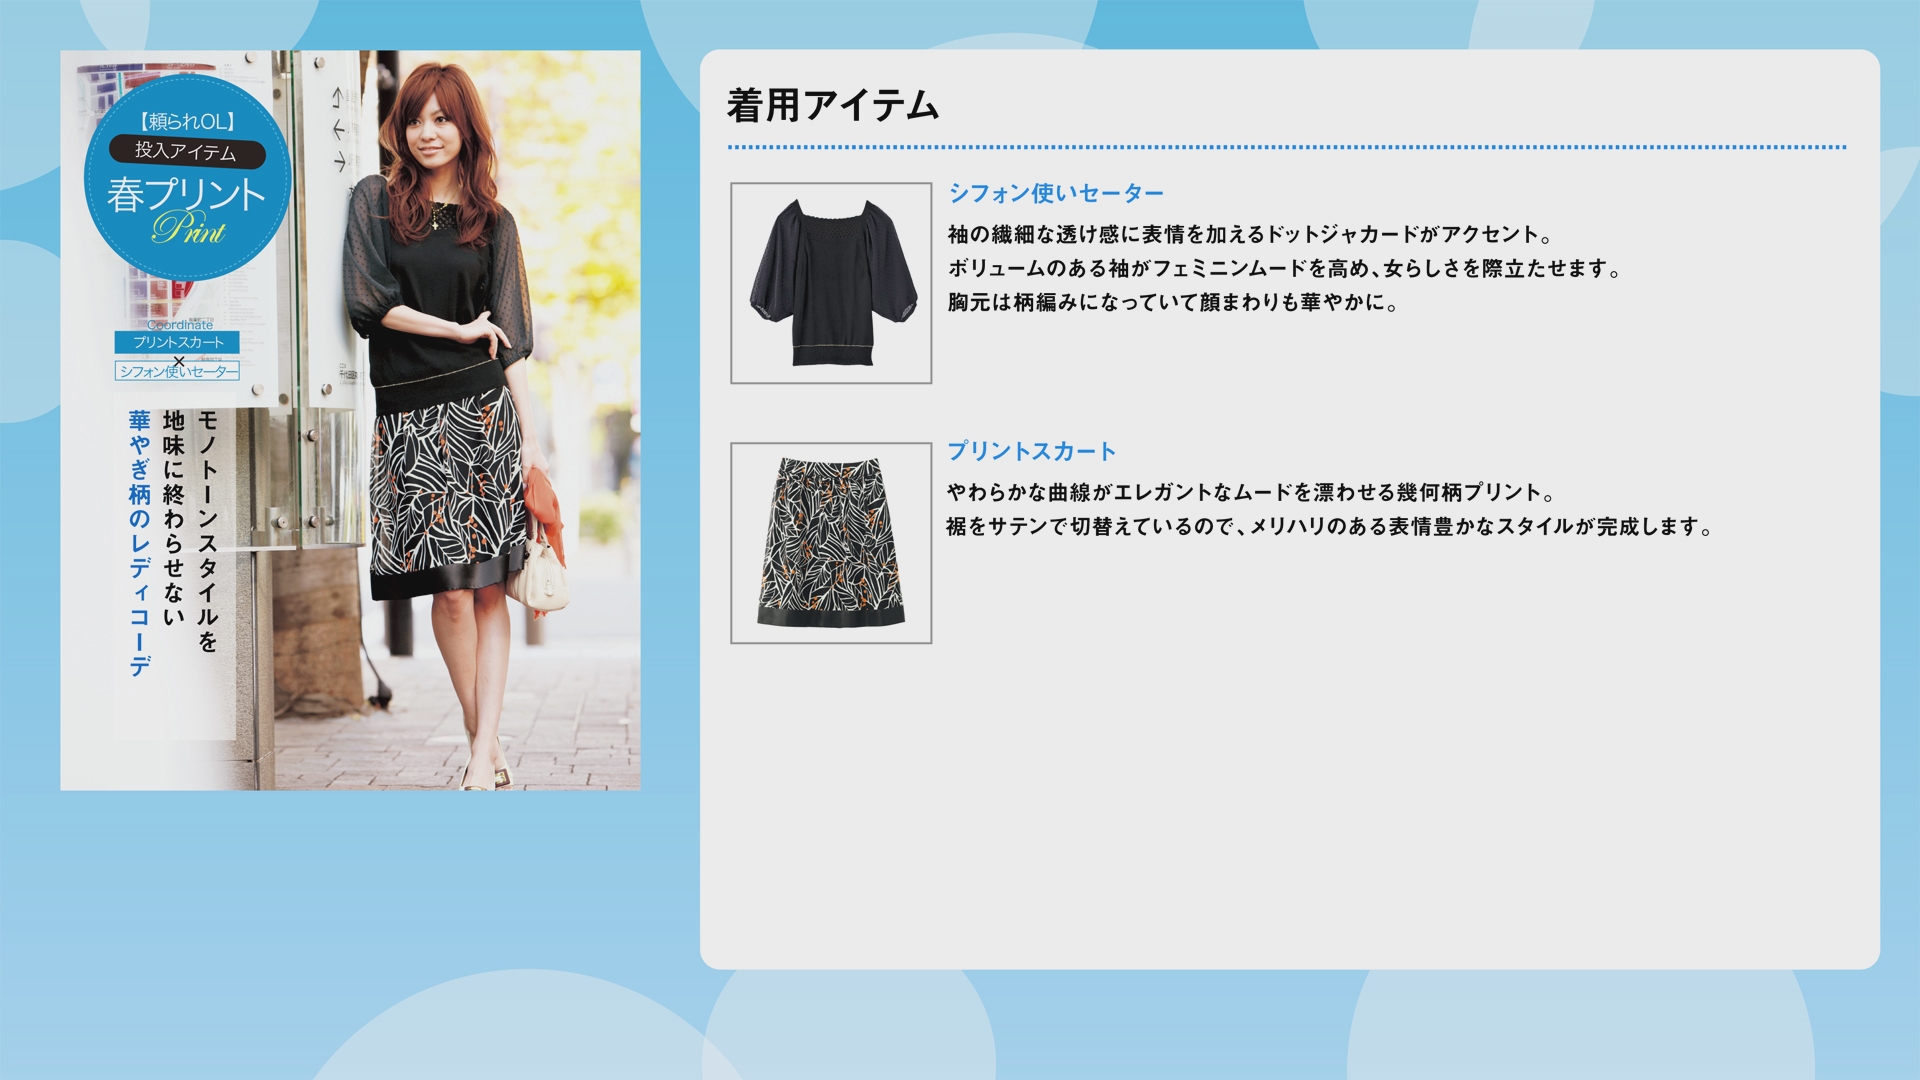 【頼られOL】
投入アイテム
春プリント
Print
Coordinate
プリントスカート
×
シフォン使いセーター
モノトーンスタイルを
地味に終わらせない
華やぎ柄のレディコーデ
着用アイテム
シフォン使いセーター
袖の繊細な透け感に表情を加えるドットジャカードがアクセント。
ボリュームのある袖がフェミニンムードを高め、女らしさを際立たせます。
胸元は柄編みになっていて顔まわりも華やかに。
プリントスカート
やわらかな曲線がエレガントなムードを漂わせる幾何柄プリント。
裾をサテンで切替えているので、メリハリのある表情豊かなスタイルが完成します。